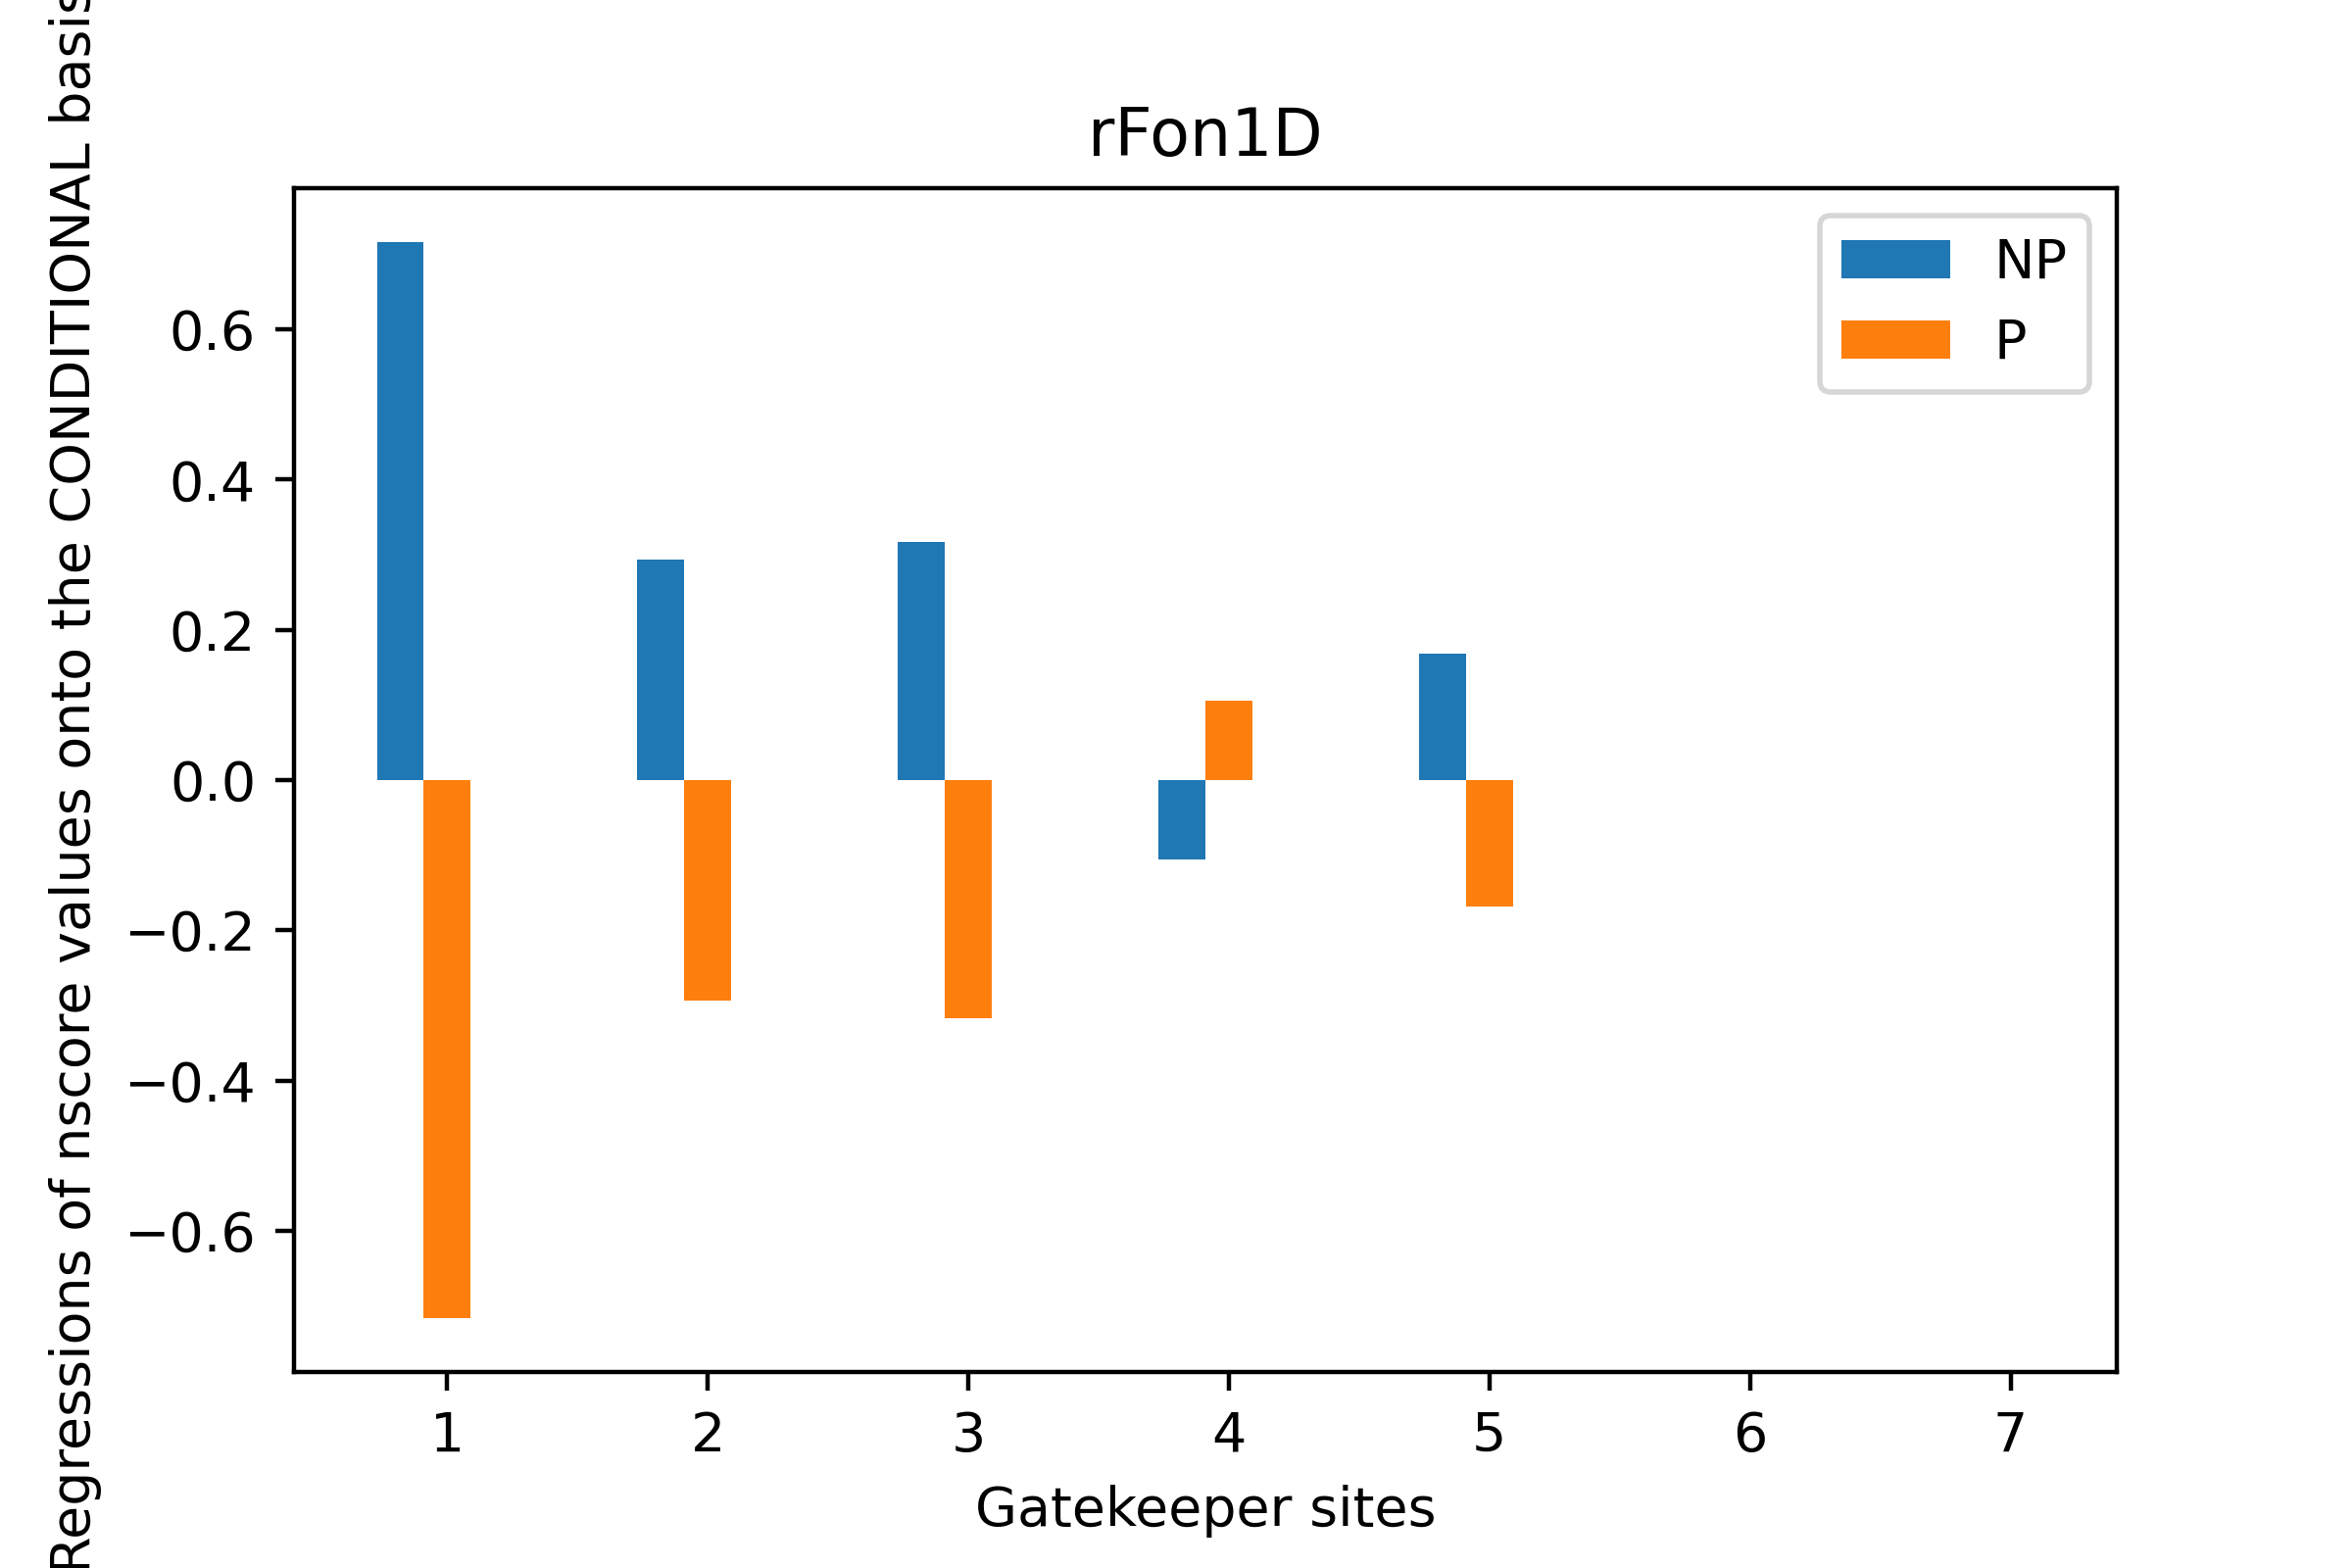 rFon1D
Regressions of nscore values onto the CONDITIONAL basis
0.6
0.4
0.2
0.0
−0.2
−0.4
−0.6
NP
P
1 2 3 4 5 6 7
Gatekeeper sites